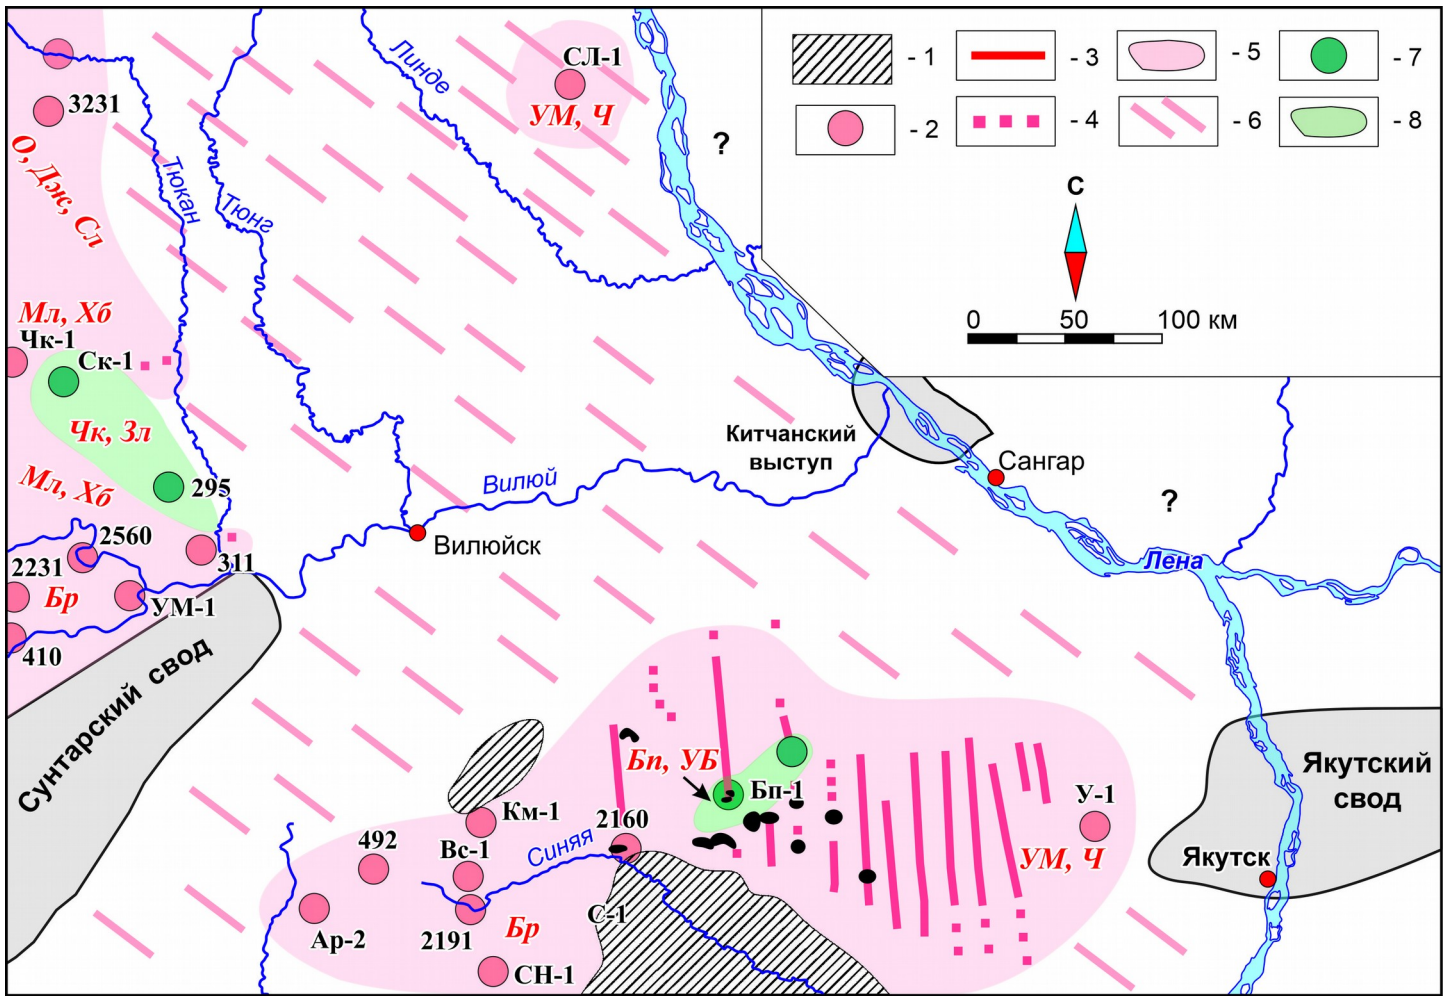 Линде
СЛ-1
УМ, Ч
?
- 1
- 3
- 5
- 7
- 2
- 4
- 6
- 8
С
0 50 100 км
3231
О, Дж, Сл
Тюкан
Тюнг
Мл, Хб
Чк-1
Ск-1
Чк, Зл
Мл, Хб
295
2560
2231
311
Бр
УМ-1
410
Сунтарский свод
Вилюйск
Вилюй
Китчанский
выступ
Сангар
?
Лена
Якутский
свод
Якутск
Бп, УБ
Бп-1
У-1
УМ, Ч
Км-1
2160
492
Вс-1
Синяя
Ар-2
2191
Бр
С-1
СН-1